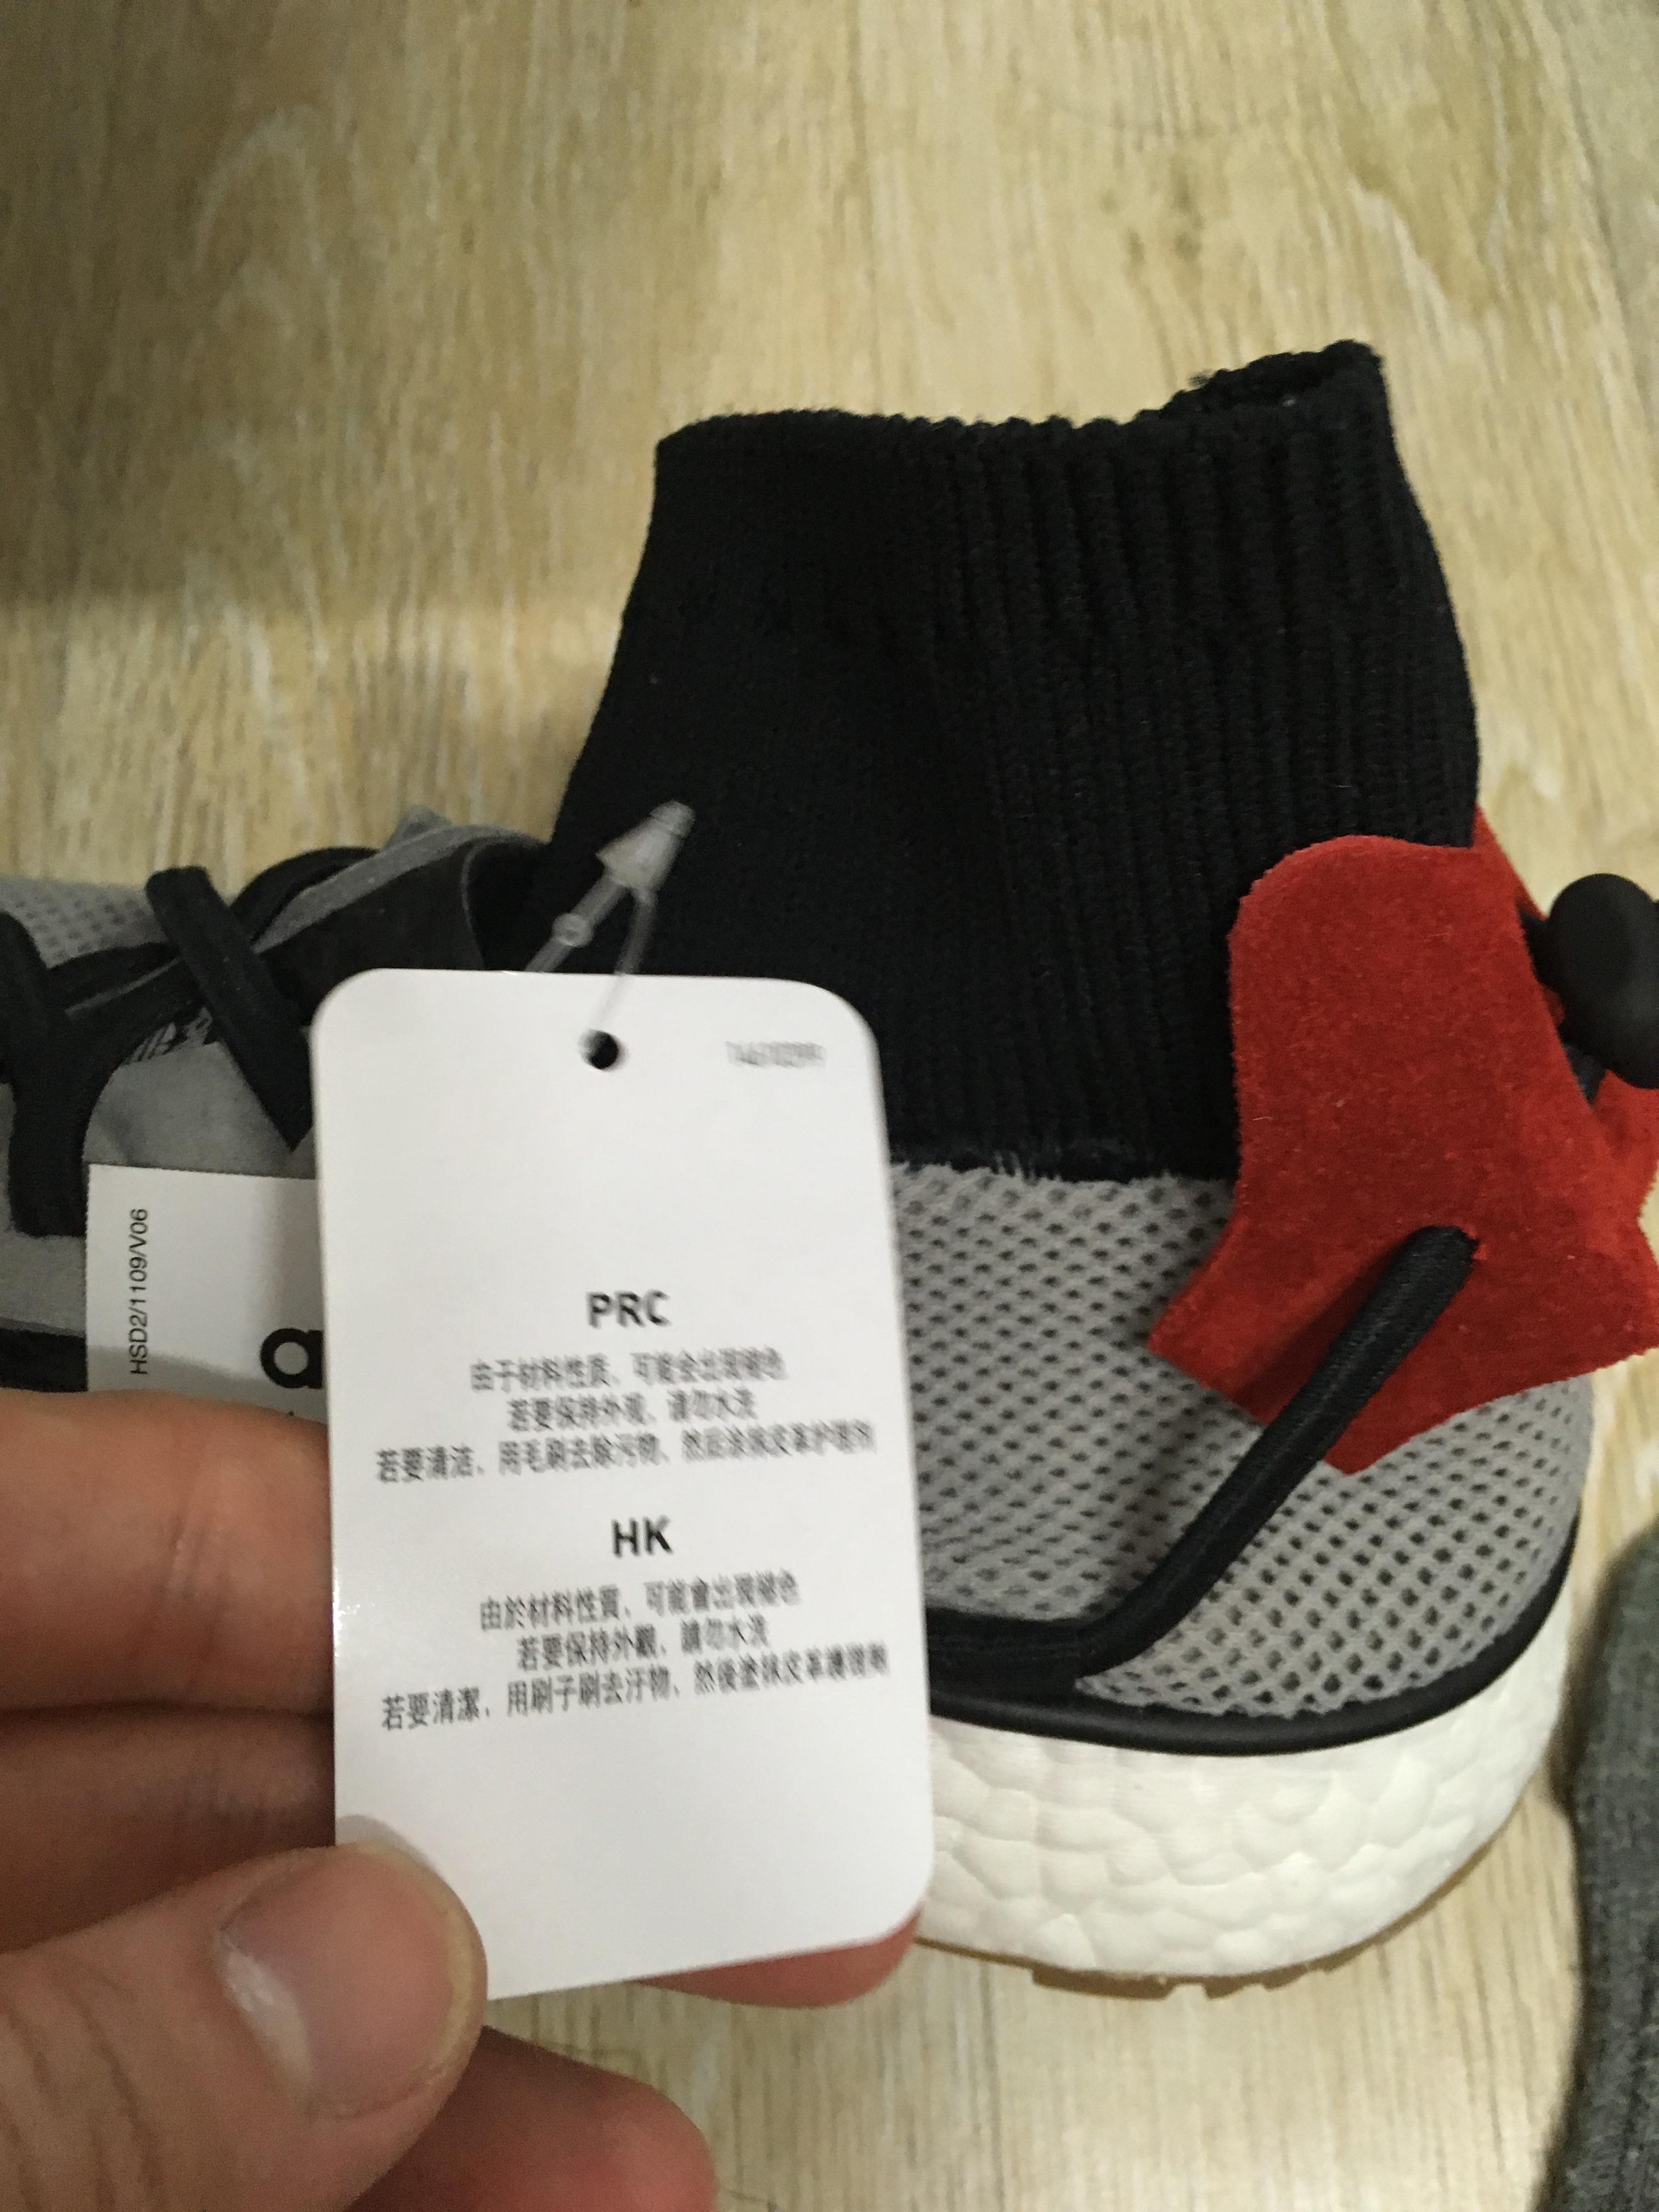 PRC
由于材料性质、可能会出现褪色
若要保持外观、请勿水洗
若要清洁、用毛刷去除污物、然后涂抹皮革护理剂
HK
由於材料性質、可能會出現褪色
若要保持外觀、請勿水洗
若要清潔、用刷子刷去汙物、然後塗抹皮革護理劑
HSD2/1109/V06
a